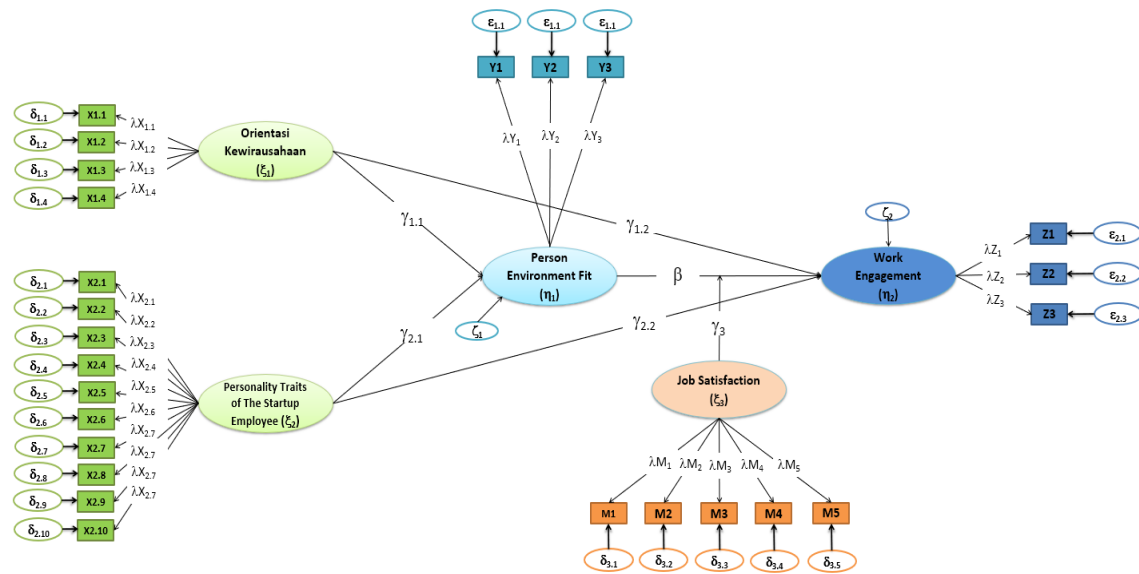 ε1.1 ε1.1 ε1.1
Y1 Y2 Y3
λY1 λY2 λY3
δ1.1 X1.1 λX1.1
δ1.2 X1.2 λX1.2
δ1.3 X1.3 λX1.3
δ1.4 X1.4 λX1.4
Orientasi
Kewirausahaan
(ξ1)
γ1.1
γ1.2
Person
Environment Fit
(η1)
ζ1
β
ζ2
Work
Engagement
(η2)
λZ1 Z1 ε2.1
λZ2 Z2 ε2.2
λZ3 Z3 ε2.3
δ2.1 X2.1 λX2.1
δ2.2 X2.2 λX2.2
δ2.3 X2.3 λX2.3
δ2.4 X2.4 λX2.4
δ2.5 X2.5 λX2.5
δ2.6 X2.6 λX2.6
δ2.7 X2.7 λX2.7
δ2.8 X2.8 λX2.7
δ2.9 X2.9 λX2.7
δ2.10 X2.10
γ2.1
γ2.2
γ3
Personality Traits
of The Startup
Employee (ξ2)
Job Satisfaction
(ξ3)
λM1 λM2 λM3 λM4 λM5
M1 M2 M3 M4 M5
δ3.1 δ3.2 δ3.3 δ3.4 δ3.5